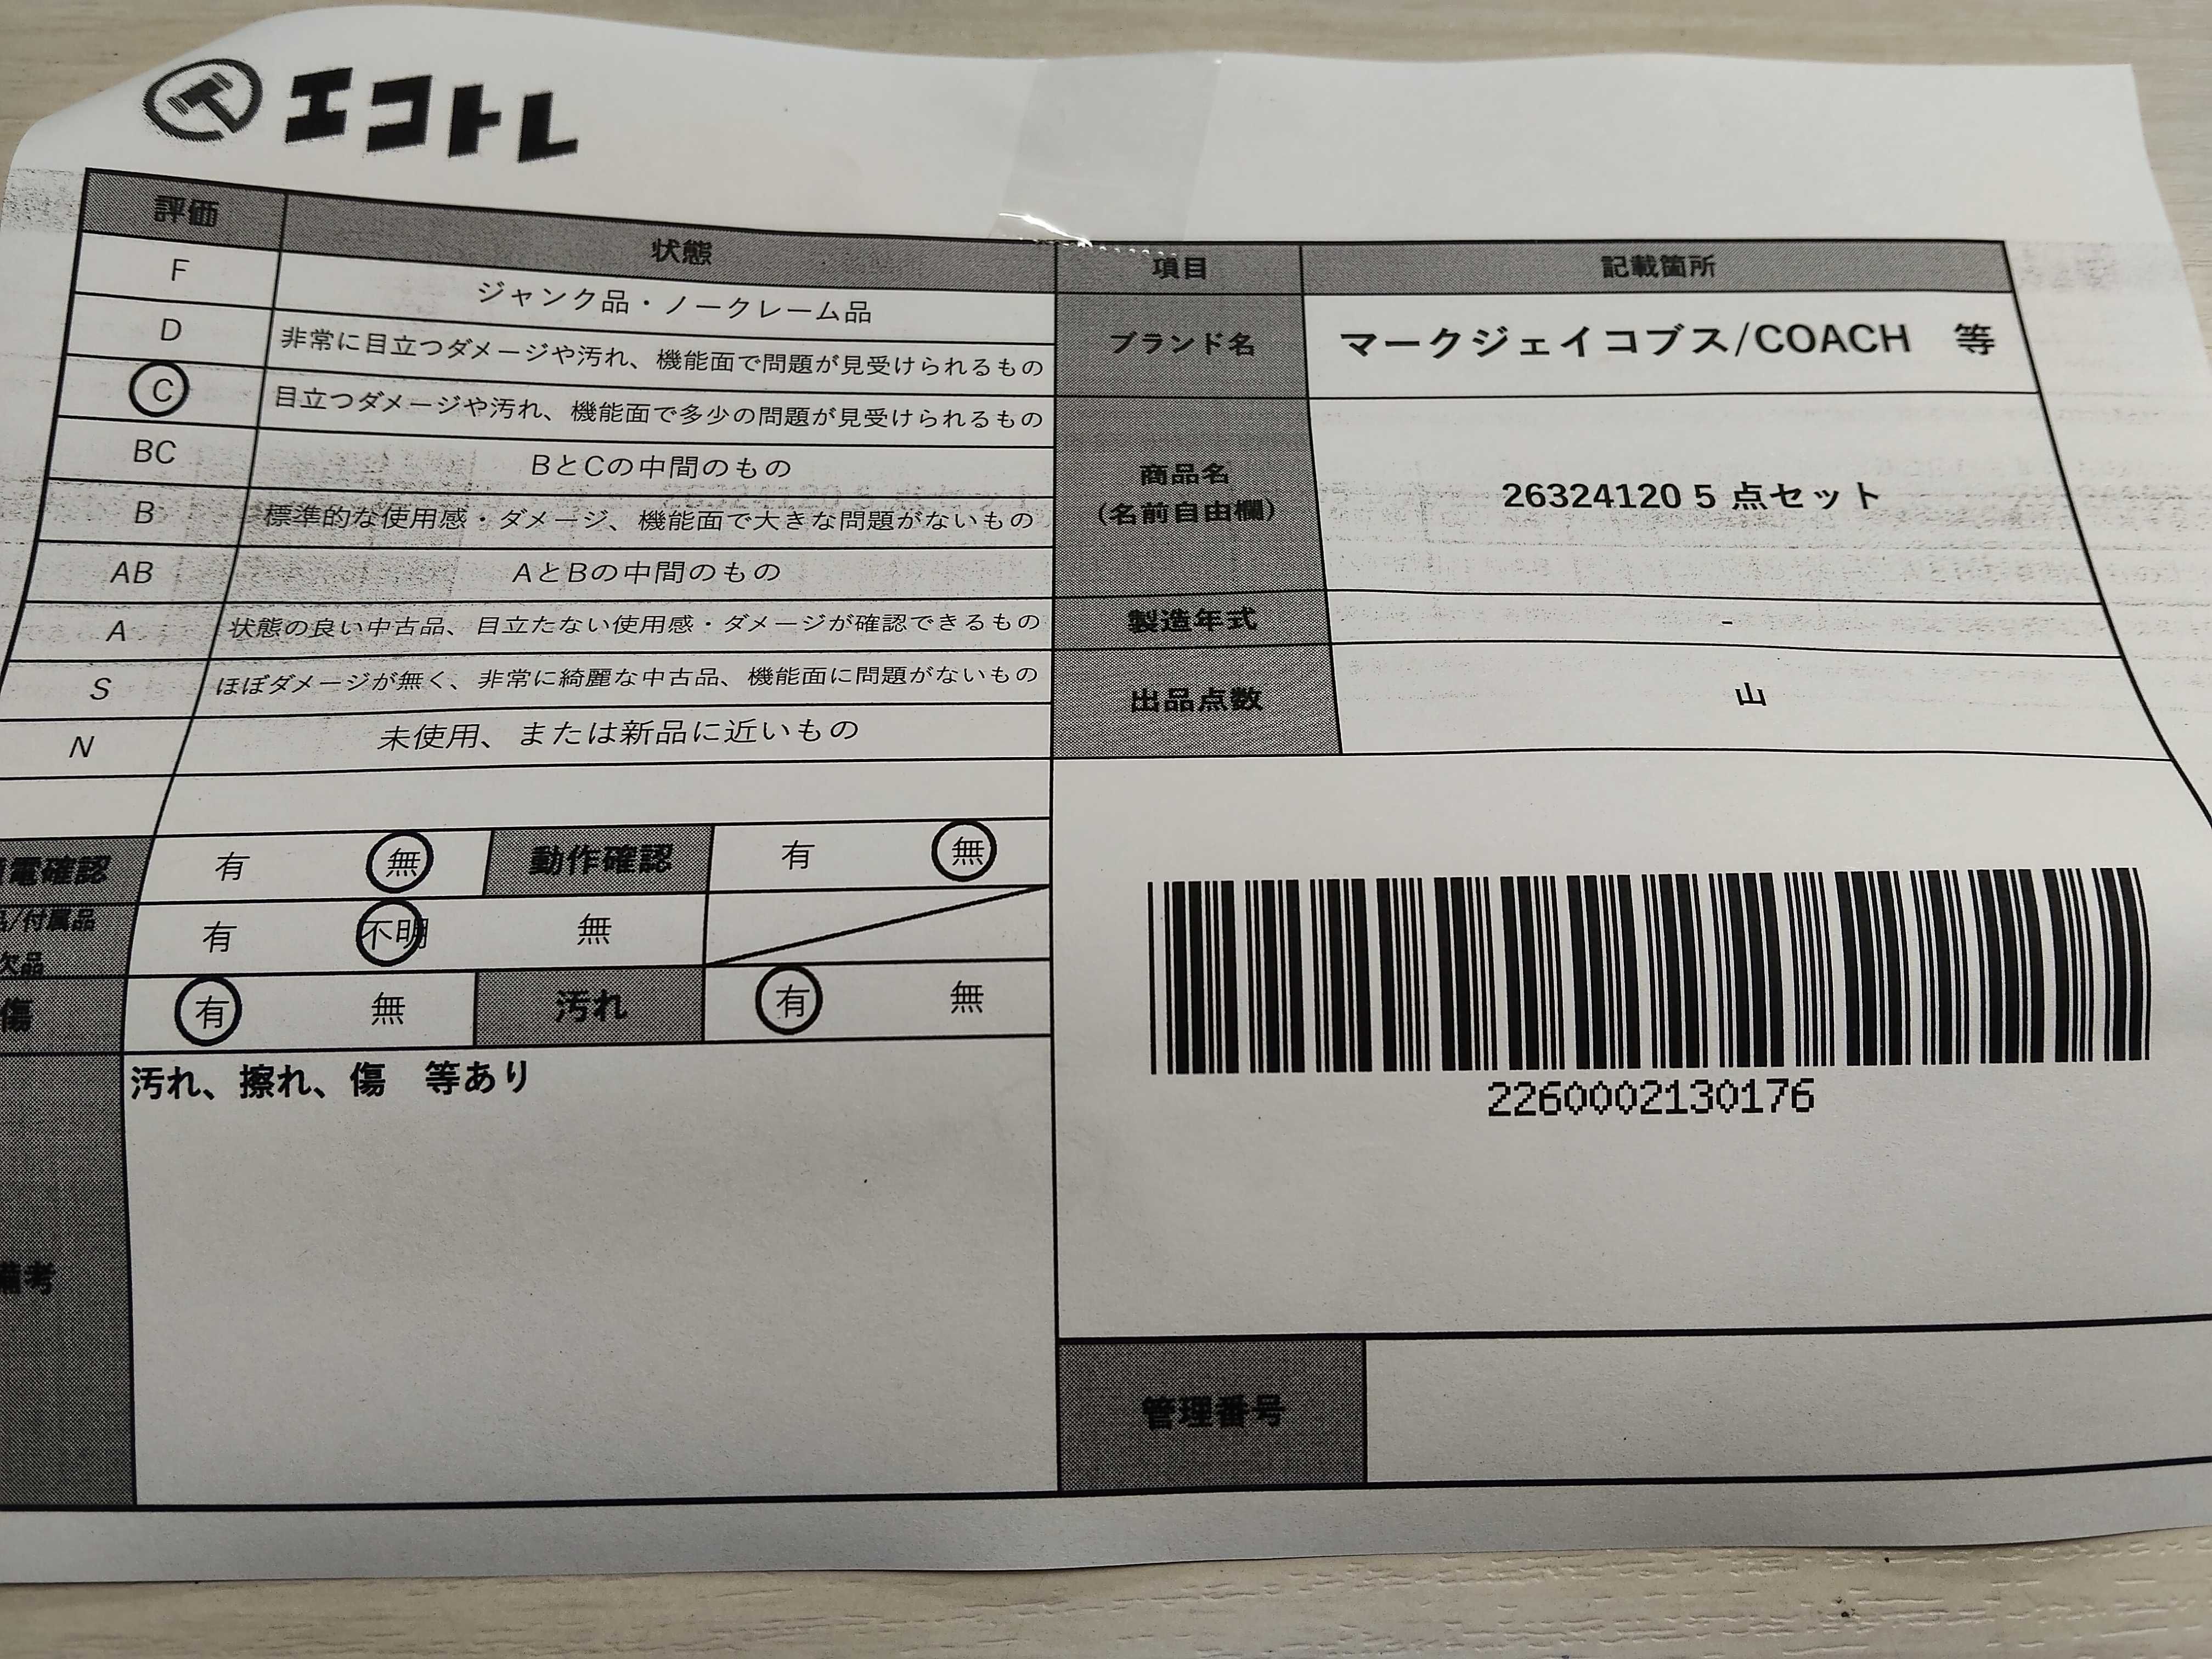 エコトレ
評価 状態
F ジャンク品・ノークレーム品
D 非常に目立つダメージや汚れ、機能面で問題が見受けられるもの
C 目立つダメージや汚れ、機能面で多少の問題が見受けられるもの
BC BとCの中間のもの
B 標準的な使用感・ダメージ、機能面で大きな問題がないもの
AB AとBの中間のもの
A 状態の良い中古品、目立たない使用感・ダメージが確認できるもの
S ほぼダメージが無く、非常に綺麗な中古品、機能面に問題がないもの
N 未使用、または新品に近いもの
電確認 有 無 動作確認 有 無
品/付属品 有 不明 無
欠品
傷 有 無 汚れ 有 無
備考 汚れ、擦れ、傷 等あり
項目 記載箇所
ブランド名 マークジェイコブス/COACH 等
商品名
(名前自由欄)
26324120 5 点セット
製造年式 -
出品点数 山
2260002130176
管理番号